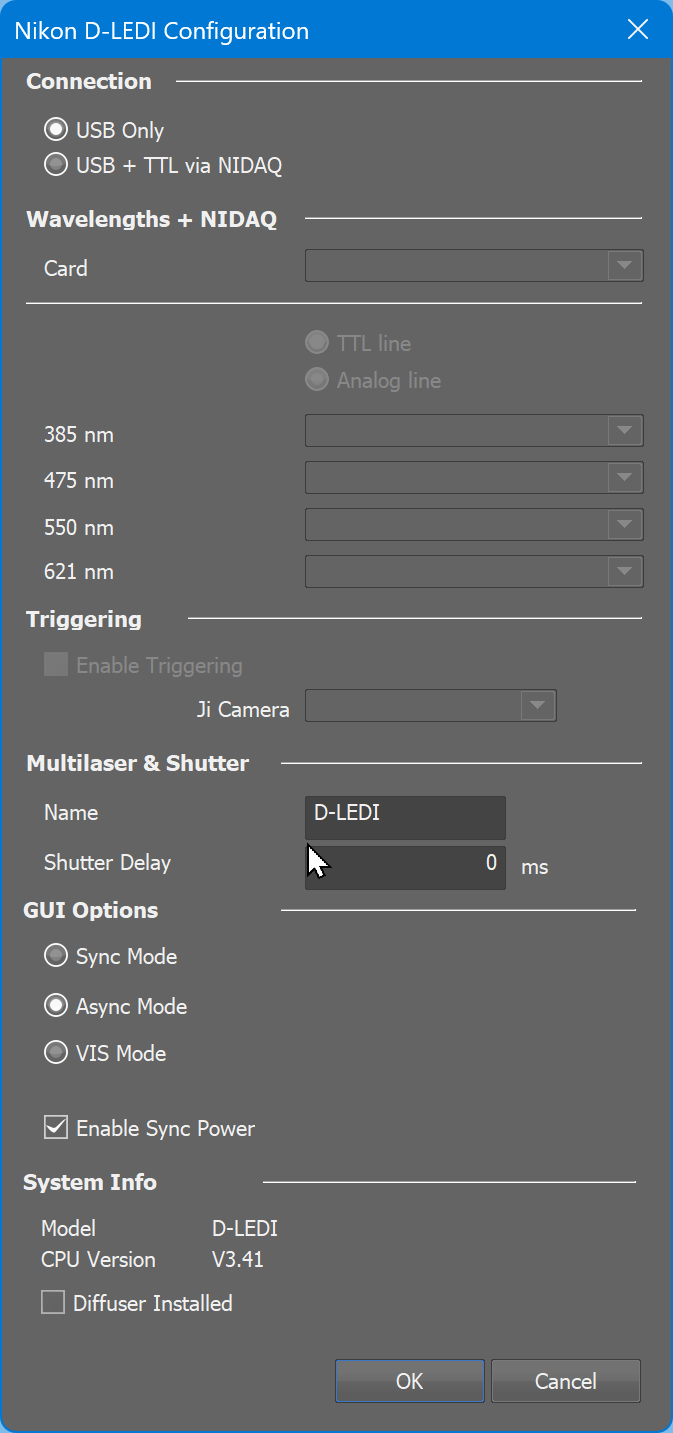 Nikon D-LEDI Configuration
Connection
USB Only
USB + TTL via NIDAQ
Wavelengths + NIDAQ
Card
TTL line
Analog line
385 nm
475 nm
550 nm
621 nm
Triggering
Enable Triggering
Ji Camera
Multilaser & Shutter
Name D-LEDI
Shutter Delay 0 ms
GUI Options
Sync Mode
Async Mode
VIS Mode
Enable Sync Power
System Info
Model D-LEDI
CPU Version V3.41
Diffuser Installed
OK Cancel